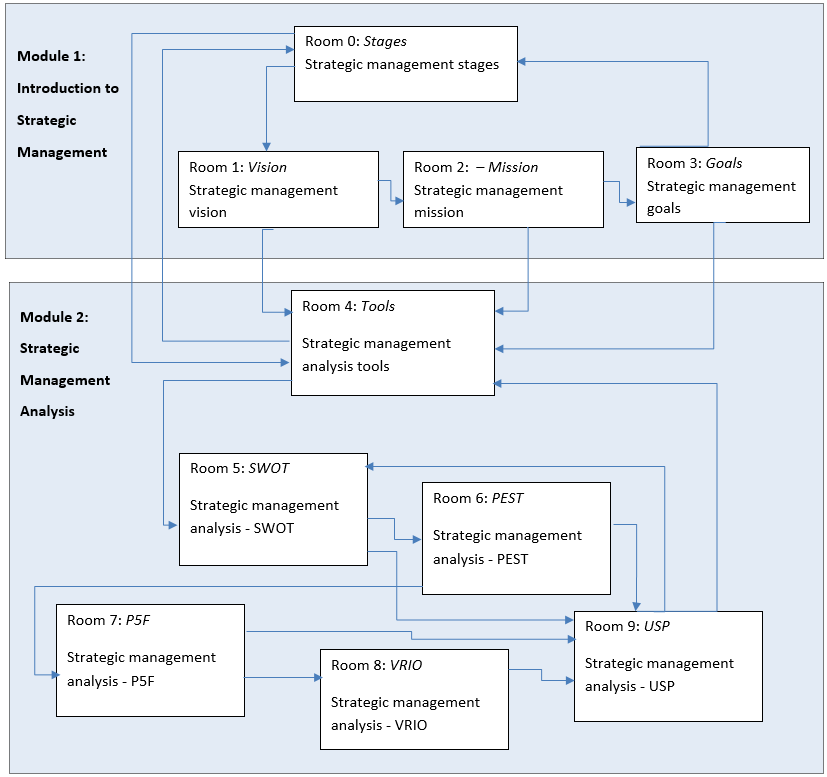 Module 1:
Introduction to
Strategic
Management
Room 0: Stages
Strategic management stages
Room 1: Vision
Strategic management
vision
Room 2:  – Mission
Strategic management
mission
Room 3: Goals
Strategic management
goals
Module 2:
Strategic
Management
Analysis
Room 4: Tools
Strategic management
analysis tools
Room 5: SWOT
Strategic management
analysis - SWOT
Room 6: PEST
Strategic management
analysis - PEST
Room 7: P5F
Strategic management
analysis - P5F
Room 8: VRIO
Strategic management
analysis - VRIO
Room 9: USP
Strategic management
analysis - USP